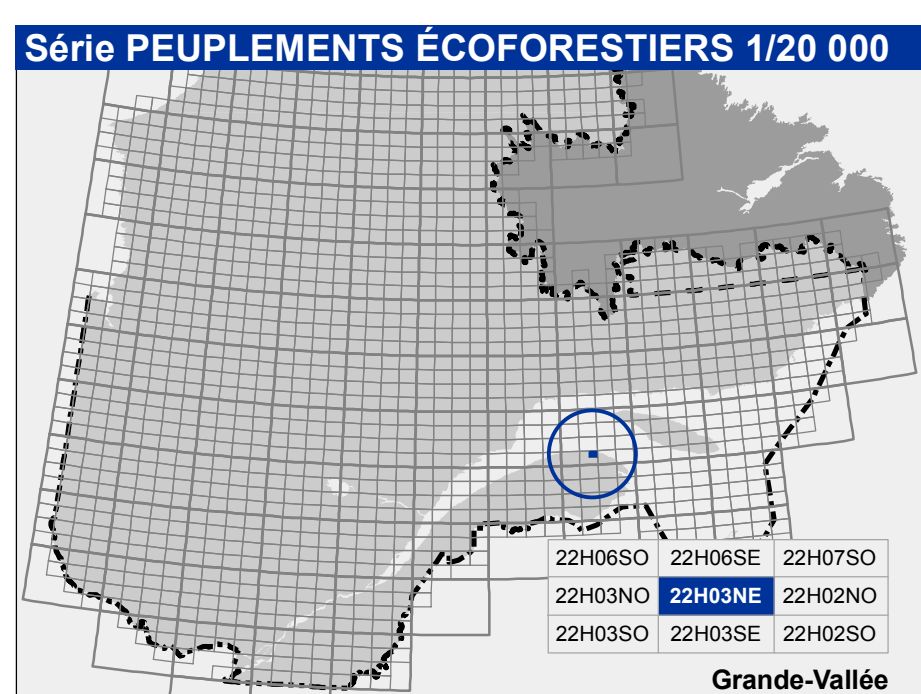 Série PEUPLEMENTS ÉCOFORESTIERS 1/20 000
22H06SO 22H06SE 22H07SO
22H03NO 22H03NE 22H02NO
22H03SO 22H03SE 22H02SO
Grande-Vallée